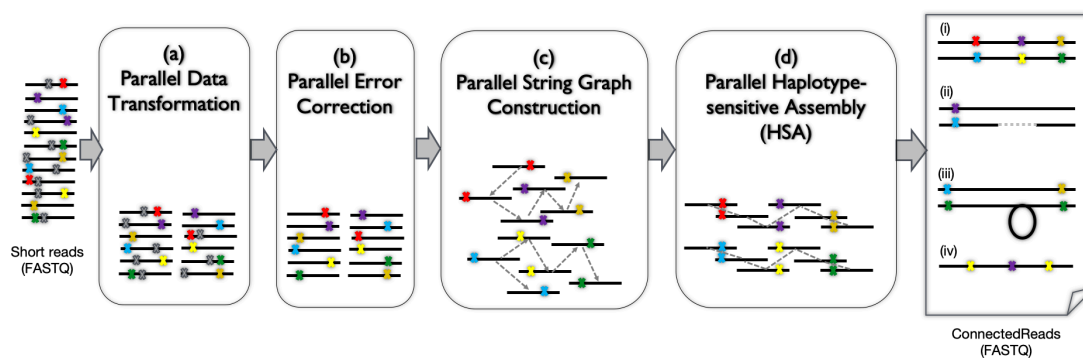 Short reads
(FASTQ)
(a)
Parallel Data
Transformation
(b)
Parallel Error
Correction
(c)
Parallel String Graph
Construction
(d)
Parallel Haplotype-
sensitive Assembly
(HSA)
(i)
(ii)
(iii)
(iv)
ConnectedReads
(FASTQ)